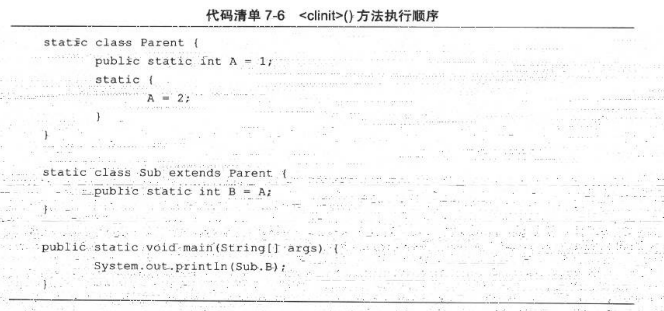 代码清单 7-6 <clinit>() 方法执行顺序
static class Parent {
public static int A = 1;
static {
A = 2;
}
}
static class Sub extends Parent {
public static int B = A;
}
public static void main(String[] args) {
System.out.println(Sub.B);
}